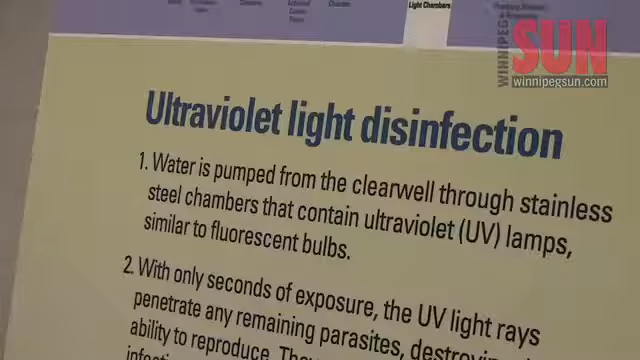 Light Chambers
WINNIPEG
SUN
winnipegsun.com
Ultraviolet light disinfection
1. Water is pumped from the clearwell through stainless
steel chambers that contain ultraviolet (UV) lamps,
similar to fluorescent bulbs.
2. With only seconds of exposure, the UV light rays
penetrate any remaining parasites,
ability to reproduce.